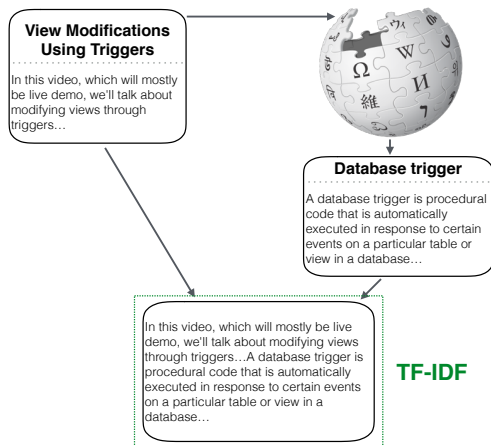 View Modifications
Using Triggers
In this video, which will mostly
be live demo, we'll talk about
modifying views through
triggers…
Ω
W
維
И
Database trigger
A database trigger is procedural
code that is automatically
executed in response to certain
events on a particular table or
view in a database…
In this video, which will mostly be live
demo, we'll talk about modifying views
through triggers…A database trigger is
procedural code that is automatically
executed in response to certain events
on a particular table or view in a
database…
TF-IDF